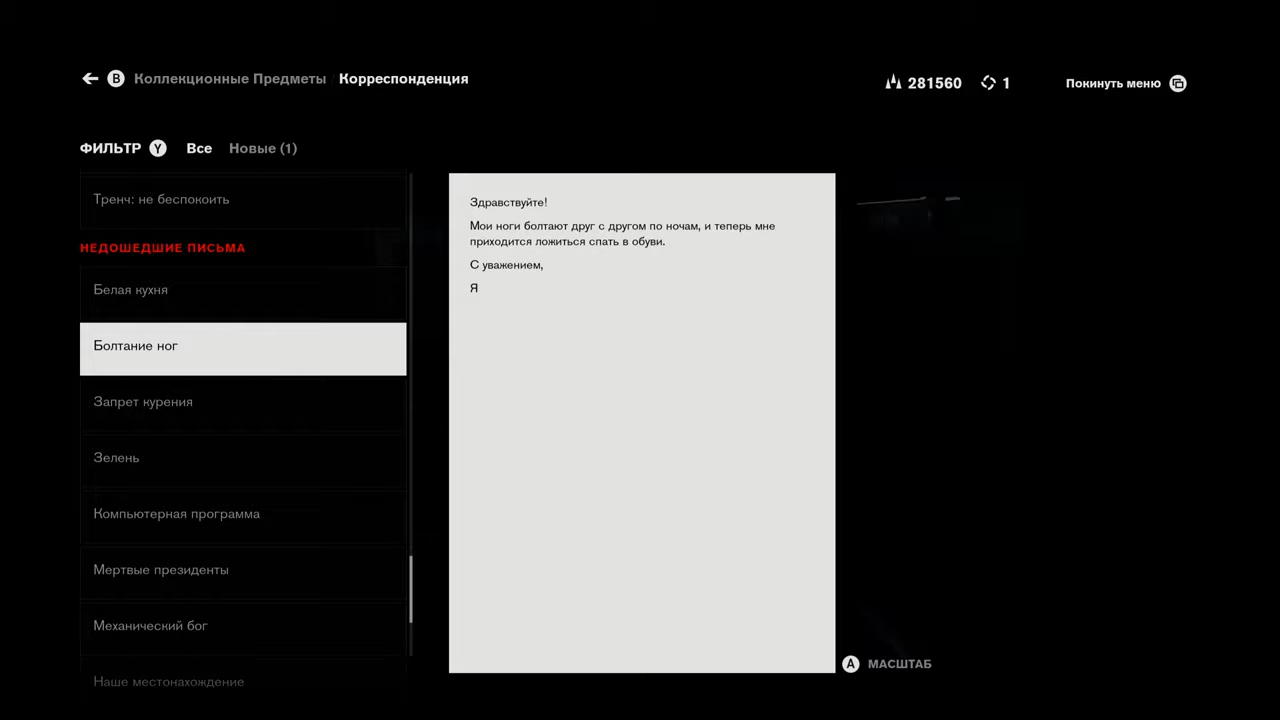 B Коллекционные Предметы / Корреспонденция
281560 1 Покинуть меню
ФИЛЬТР Y Все Новые (1)
Тренч: не беспокоить
НЕДОШЕДШИЕ ПИСЬМА
Белая кухня
Болтание ног
Запрет курения
Зелень
Компьютерная программа
Мертвые президенты
Механический бог
Наше местонахождение
Здравствуйте!
Мои ноги болтают друг с другом по ночам, и теперь мне
приходится ложиться спать в обуви.
С уважением,
Я
A МАСШТАБ